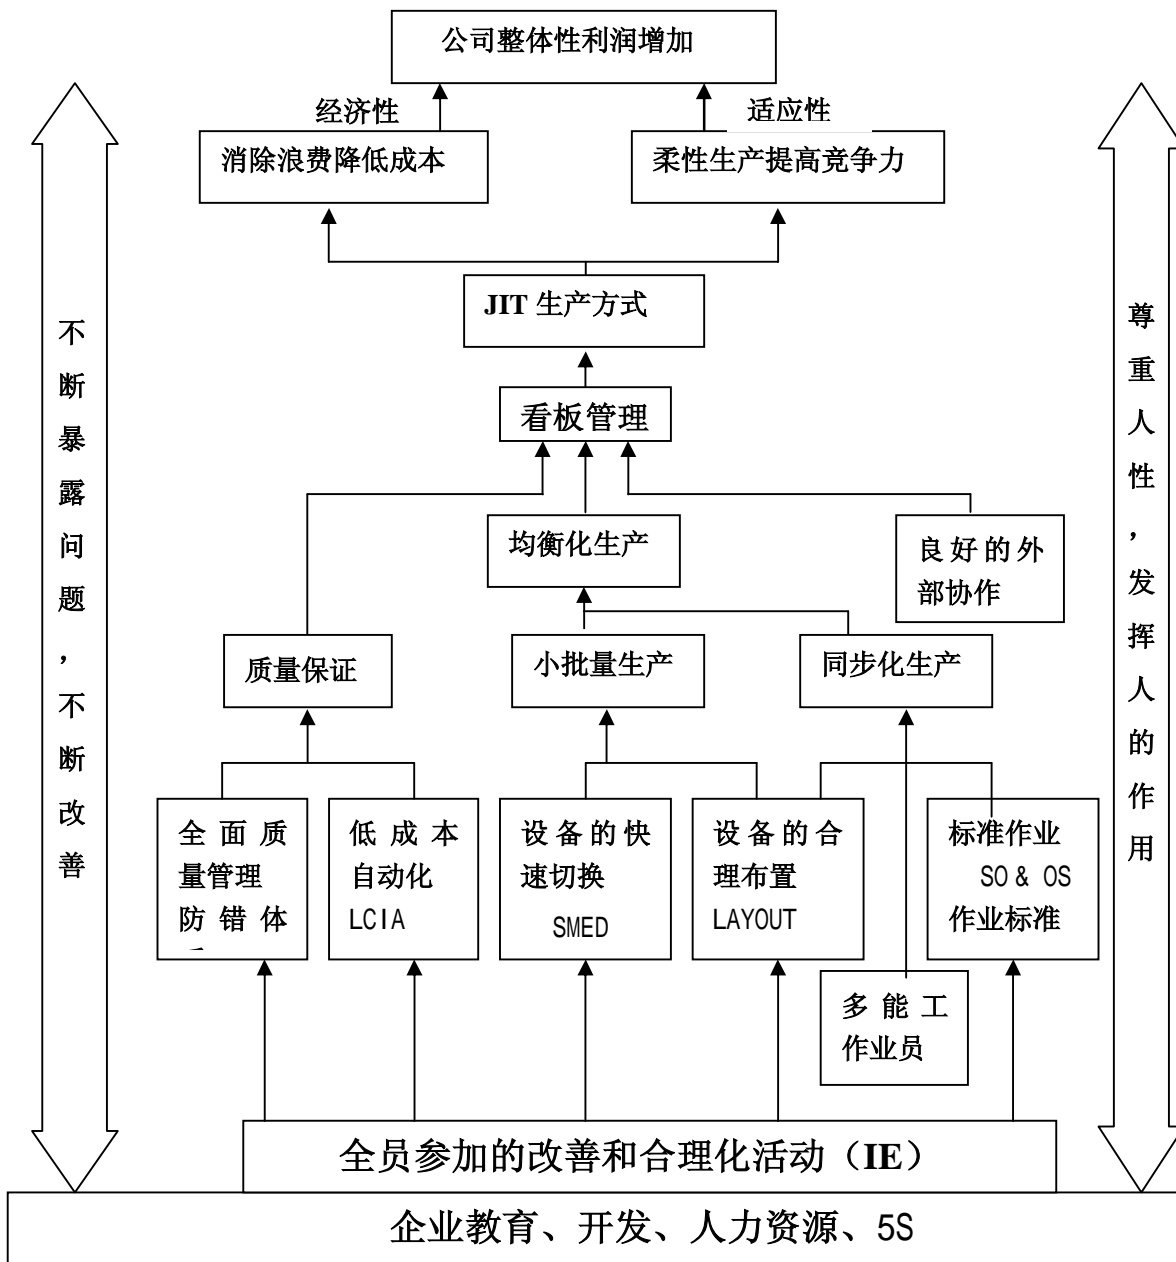 公司整体性利润增加
经济性
适应性
消除浪费降低成本
柔性生产提高竞争力
JIT 生产方式
看板管理
均衡化生产
良好的外
部协作
质量保证
小批量生产
同步化生产
全面质
量管理
防错体
低成本
自动化
LCIA
设备的快
速切换
SMED
设备的合
理布置
LAYOUT
标准作业
SO & OS
作业标准
多能工
作业员
全员参加的改善和合理化活动（IE）
企业教育、开发、人力资源、5S
不断暴露问题，不断改善
尊重人性，发挥人的作用